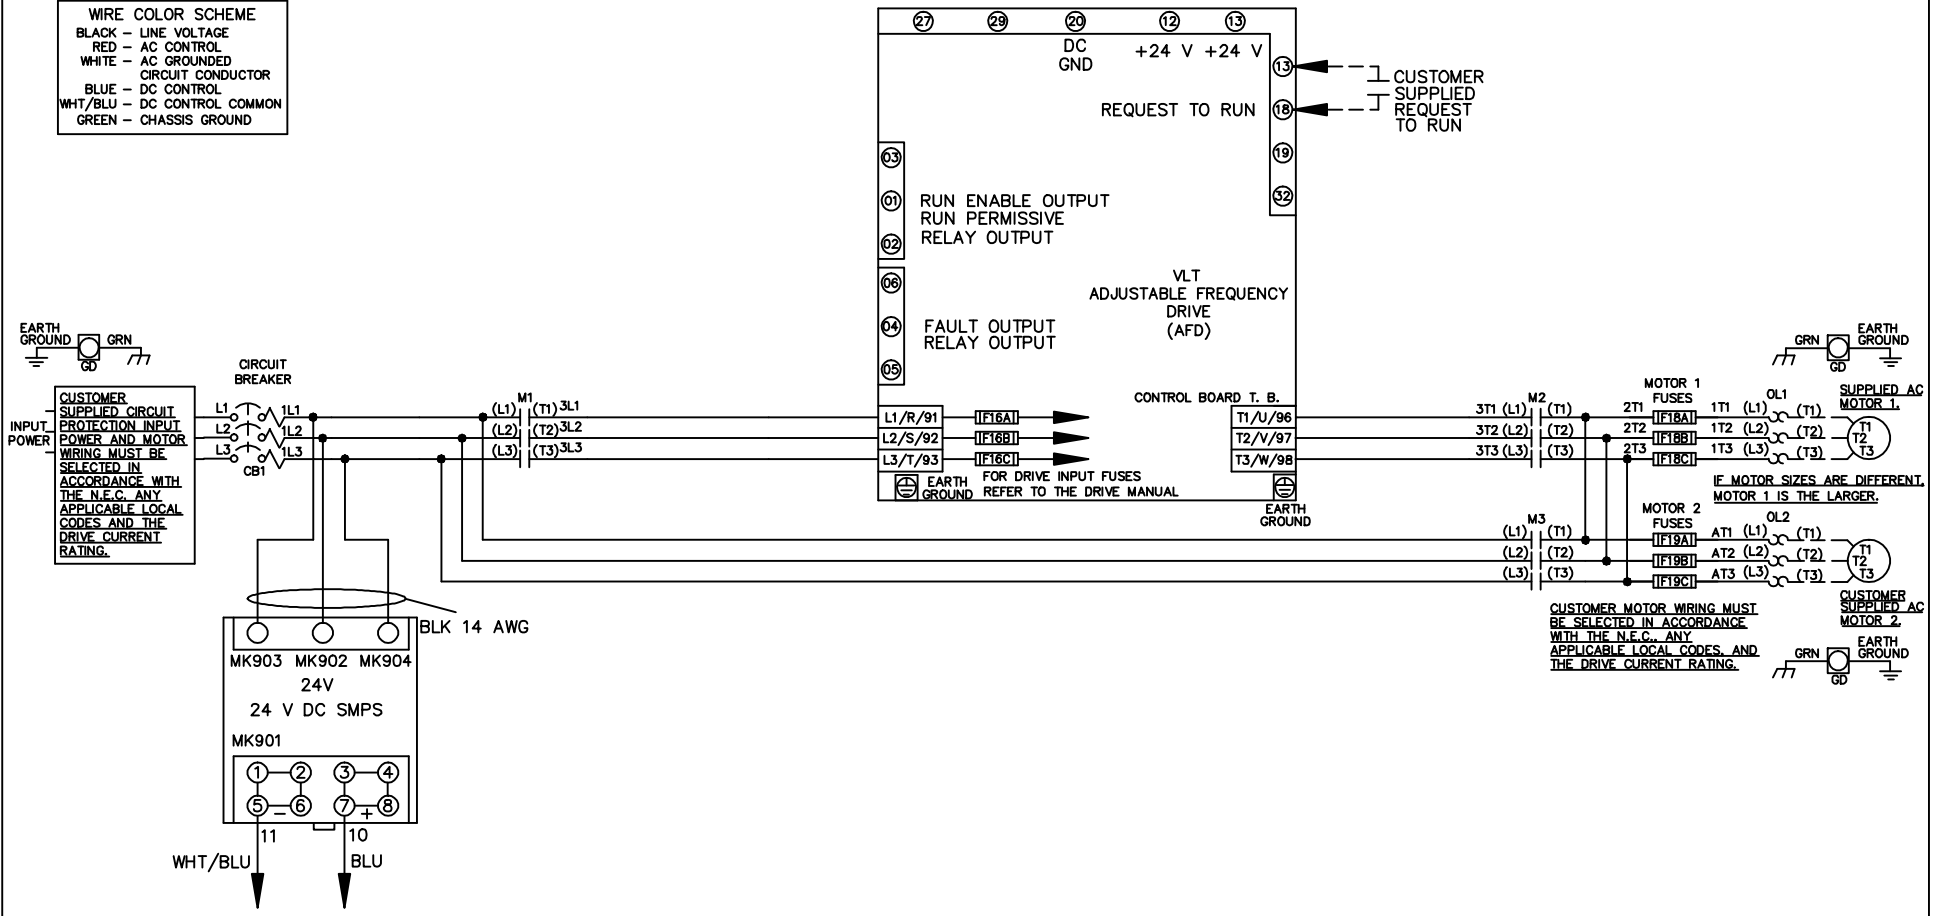 WIRE COLOR SCHEME
BLACK – LINE VOLTAGE
RED – AC CONTROL
WHITE – AC GROUNDED
CIRCUIT CONDUCTOR
BLUE – DC CONTROL
WHT/BLU – DC CONTROL COMMON
GREEN – CHASSIS GROUND
27 29 20 12 13
DC
GND
+24 V +24 V
13
REQUEST TO RUN 18
19
32
CUSTOMER
SUPPLIED
REQUEST
TO RUN
03
01
02
RUN ENABLE OUTPUT
RUN PERMISSIVE
RELAY OUTPUT
06
04
05
FAULT OUTPUT
RELAY OUTPUT
VLT
ADJUSTABLE FREQUENCY
DRIVE
(AFD)
CONTROL BOARD T. B.
EARTH
GROUND
GRN
GD
INPUT
POWER
CUSTOMER
SUPPLIED CIRCUIT
PROTECTION INPUT
POWER AND MOTOR
WIRING MUST BE
SELECTED IN
ACCORDANCE WITH
THE N.E.C. ANY
APPLICABLE LOCAL
CODES AND THE
DRIVE CURRENT
RATING.
CIRCUIT
BREAKER
L1 1L1
L2 1L2
L3 1L3
CB1
M1
(L1) (T1) 3L1
(L2) (T2) 3L2
(L3) (T3) 3L3
L1/R/91 F16A
L2/S/92 F16B
L3/T/93 F16C
EARTH
GROUND
FOR DRIVE INPUT FUSES
REFER TO THE DRIVE MANUAL
T1/U/96
T2/V/97
T3/W/98
EARTH
GROUND
M2
3T1 (L1) (T1)
3T2 (L2) (T2)
3T3 (L3) (T3)
MOTOR 1
FUSES
2T1 F18A 1T1 (L1) (T1)
2T2 F18B 1T2 (L2) (T2)
2T3 F18C 1T3 (L3) (T3)
OL1
GRN
GD
EARTH
GROUND
SUPPLIED AC
MOTOR 1.
T1
T2
T3
IF MOTOR SIZES ARE DIFFERENT,
MOTOR 1 IS THE LARGER.
M3
(L1) (T1)
(L2) (T2)
(L3) (T3)
MOTOR 2
FUSES
F19A AT1 (L1) (T1)
F19B AT2 (L2) (T2)
F19C AT3 (L3) (T3)
OL2
T1
T2
T3
CUSTOMER
SUPPLIED AC
MOTOR 2.
CUSTOMER MOTOR WIRING MUST
BE SELECTED IN ACCORDANCE
WITH THE N.E.C., ANY
APPLICABLE LOCAL CODES, AND
THE DRIVE CURRENT RATING.
GRN
GD
EARTH
GROUND
BLK 14 AWG
MK903 MK902 MK904
24V
24 V DC SMPS
MK901
1 2 3 4
5 – 6 7 + 8
11 10
WHT/BLU BLU